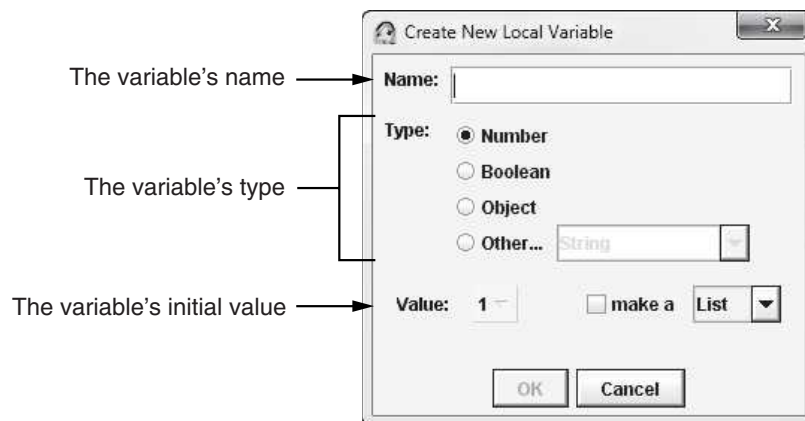 Create New Local Variable
The variable's name
Name:
Type:
Number
Boolean
The variable's type
Object
Other... String
The variable's initial value
Value: 1 make a List
OK Cancel